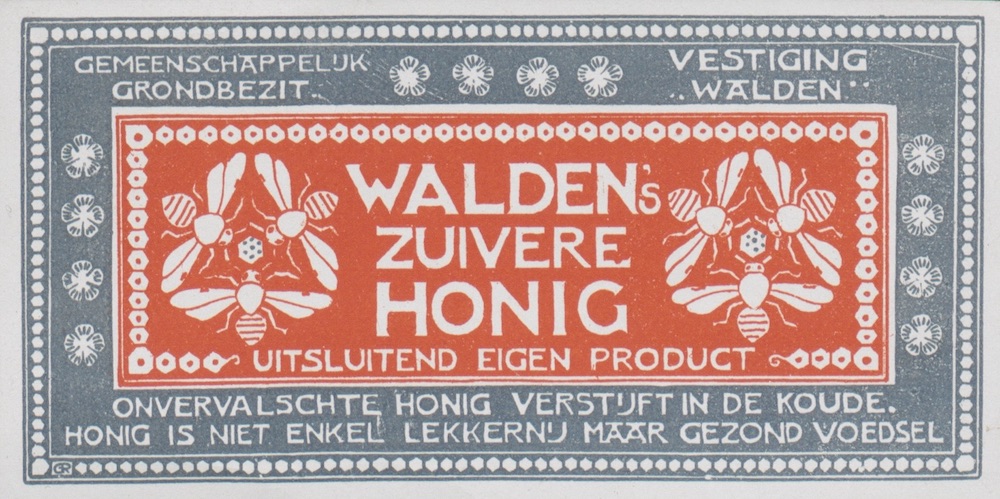 GEMEENSCHAPPELIJK
GRONDBEZIT..
VESTIGING
..WALDEN..
WALDEN's
ZUIVERE
HONIG
UITSLUITEND EIGEN PRODUCT
ONVERVALSCHTE HONIG VERSTIJFT IN DE KOUDE.
HONIG IS NIET ENKEL LEKKERNIJ MAAR GEZOND VOEDSEL